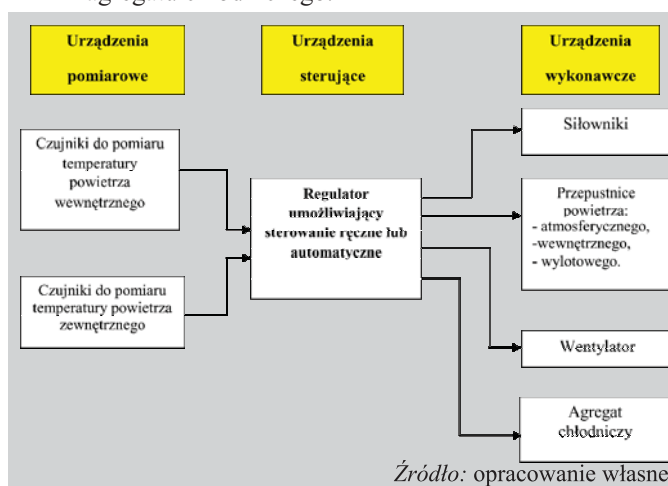 Urządzenia
pomiarowe
Urządzenia
sterujące
Urządzenia
wykonawcze
Czujniki do pomiaru
temperatury
powietrza
wewnętrznego
Czujniki do pomiaru
temperatury powietrza
zewnętrznego
Regulator
umożliwiający
sterowanie ręczne lub
automatyczne
Siłowniki
Przepustnice
powietrza:
- atmosferycznego,
-wewnętrznego,
- wylotowego.
Wentylator
Agregat
chłodniczy
Źródło: opracowanie własne